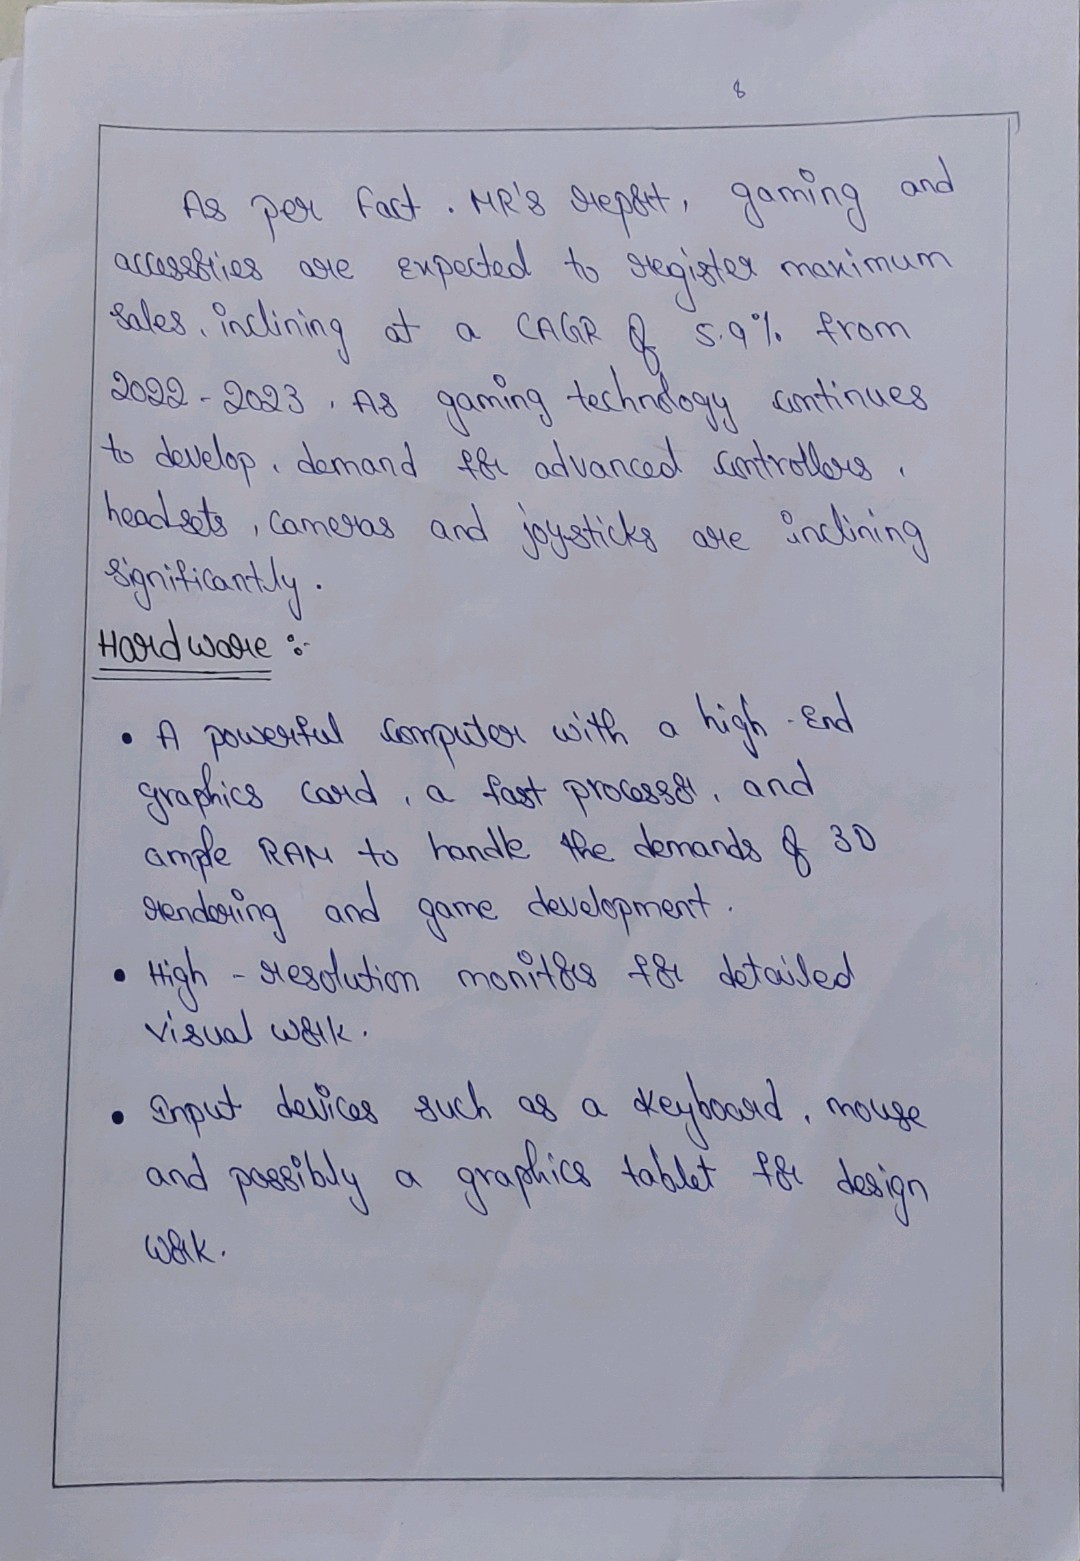 8
As per Fact. MR's report, gaming and
accessories are expected to register maximum
sales, inclining at a CAGR of 5.9% from
2022-2023. As gaming technology continues
to develop, demand for advanced controllers,
headsets, cameras and joysticks are inclining
significantly.
Hardware :-
• A powerful computer with a high-End
graphics card, a fast processor, and
ample RAM to handle the demands of 3D
rendering and game development.
• High-resolution monitors for detailed
visual work.
• Input devices such as a keyboard, mouse
and possibly a graphics tablet for design
work.